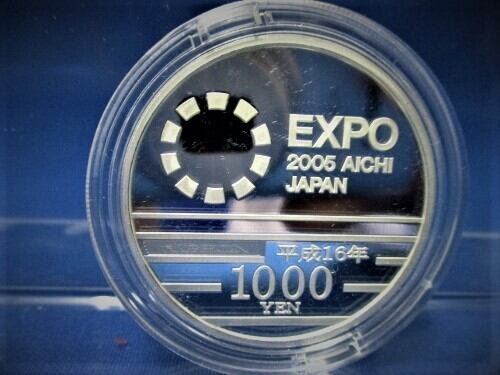 EXPO
2005 AICHI
JAPAN
平成16年
1000
YEN